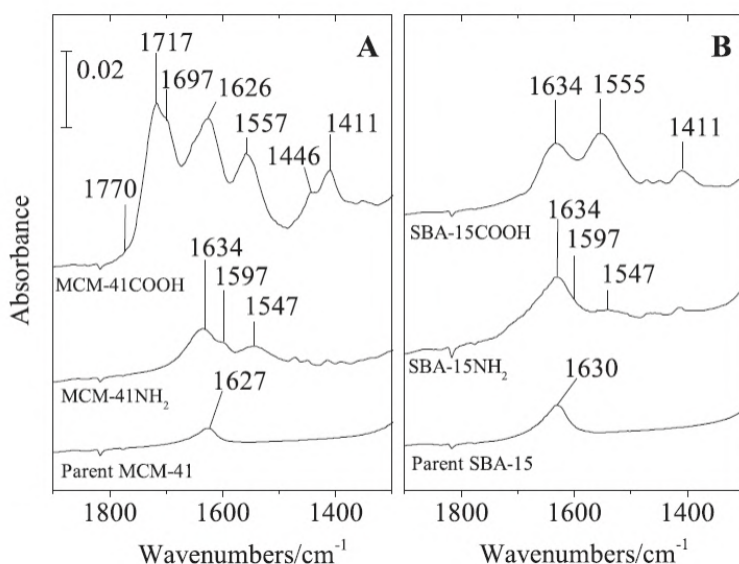 A
0.02
1717
1697
1626
1557
1446
1411
1770
MCM-41COOH
1634
1597
1547
MCM-41NH₂
1627
Parent MCM-41
1800 1600 1400
Wavenumbers/cm⁻¹
Absorbance
B
1634
1555
1411
SBA-15COOH
1634
1597
1547
SBA-15NH₂
1630
Parent SBA-15
1800 1600 1400
Wavenumbers/cm⁻¹